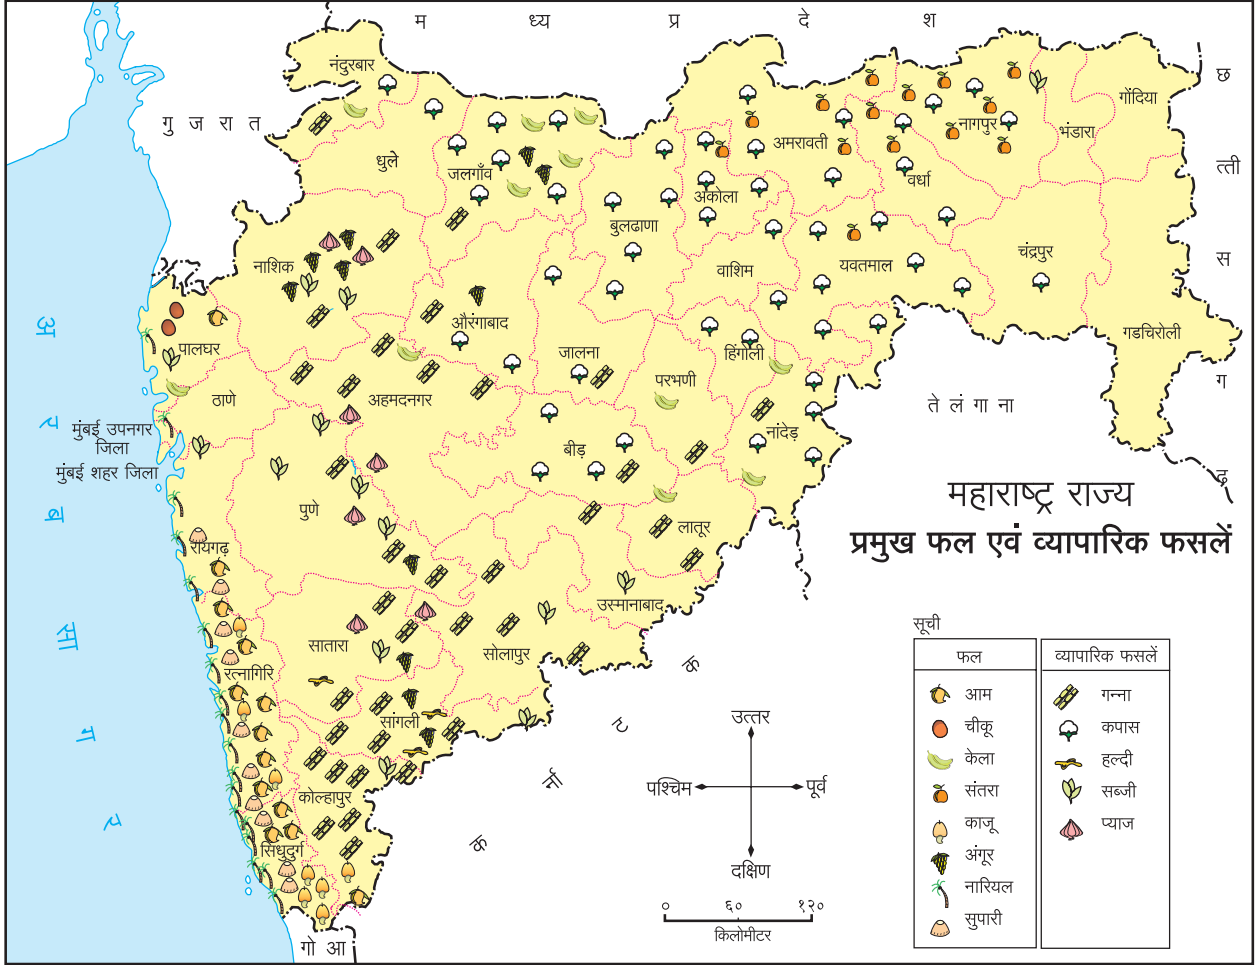 म ध्य प्र दे श
नंदुरबार
गु ज रा त
धुले
जलगाँव
बुलढाणा
अकोला
अमरावती
वर्धा
नागपुर
भंडारा
गोंदिया
छ
त्ती
स
ग
ढ़
नाशिक
औरंगाबाद
जालना
वाशिम
यवतमाल
चंद्रपुर
गडचिरोली
पालघर
ठाणे
अहमदनगर
परभणी
हिंगोली
नांदेड़
ते लं गा ना
मुंबई उपनगर
जिला
मुंबई शहर जिला
अ
र
ब
सा
ग
र
पुणे
बीड़
लातूर
उस्मानाबाद
रायगढ़
सातारा
सोलापुर
रत्नागिरि
सांगली
कोल्हापुर
सिंधुदुर्ग
गो आ
क
र्ना
ट
क
महाराष्ट्र राज्य
प्रमुख फल एवं व्यापारिक फसलें
सूची
फल
आम
चीकू
केला
संतरा
काजू
अंगूर
नारियल
सुपारी
व्यापारिक फसलें
गन्ना
कपास
हल्दी
सब्जी
प्याज
उत्तर
पश्चिम
पूर्व
दक्षिण
० ६० १२०
किलोमीटर